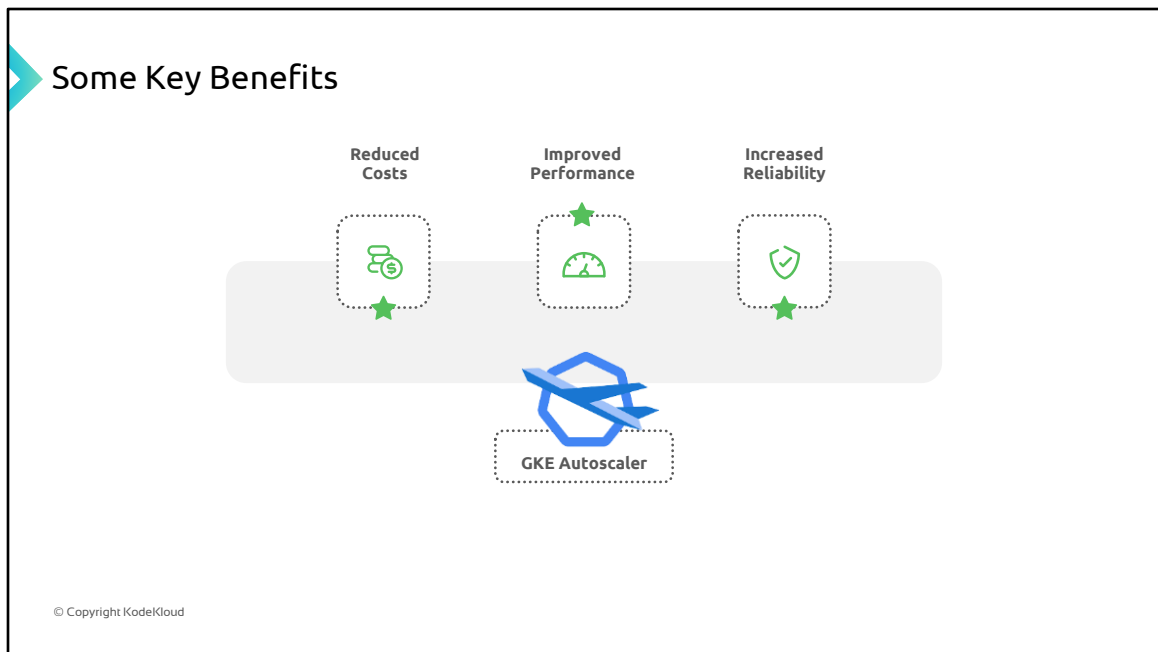 Some Key Benefits
Reduced
Costs
Improved
Performance
Increased
Reliability
$
GKE Autoscaler
© Copyright KodeKloud